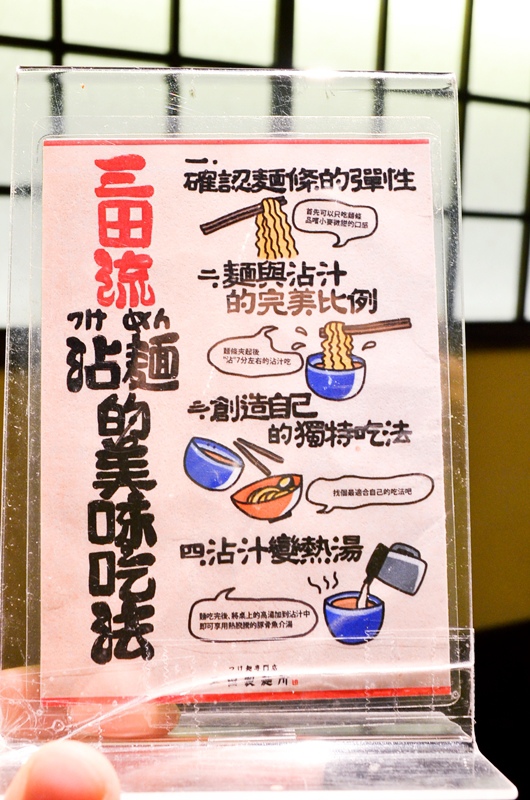 三田流
つけ めん
沾麵的美味吃法
一.
確認麵條的彈性
首先可以只吃麵條
品嚐小麥微甜的口感
二.麵與沾汁
的完美比例
麵條夾起後
"沾"7分左右的沾汁吃
三.創造自己
的獨特吃法
找個最適合自己的吃法吧
四.沾汁變熱湯
麵吃完後、將桌上的高湯加到沾汁中
即可享用熱騰騰的豚骨魚介湯
つけ麵專門店
三田製麵所